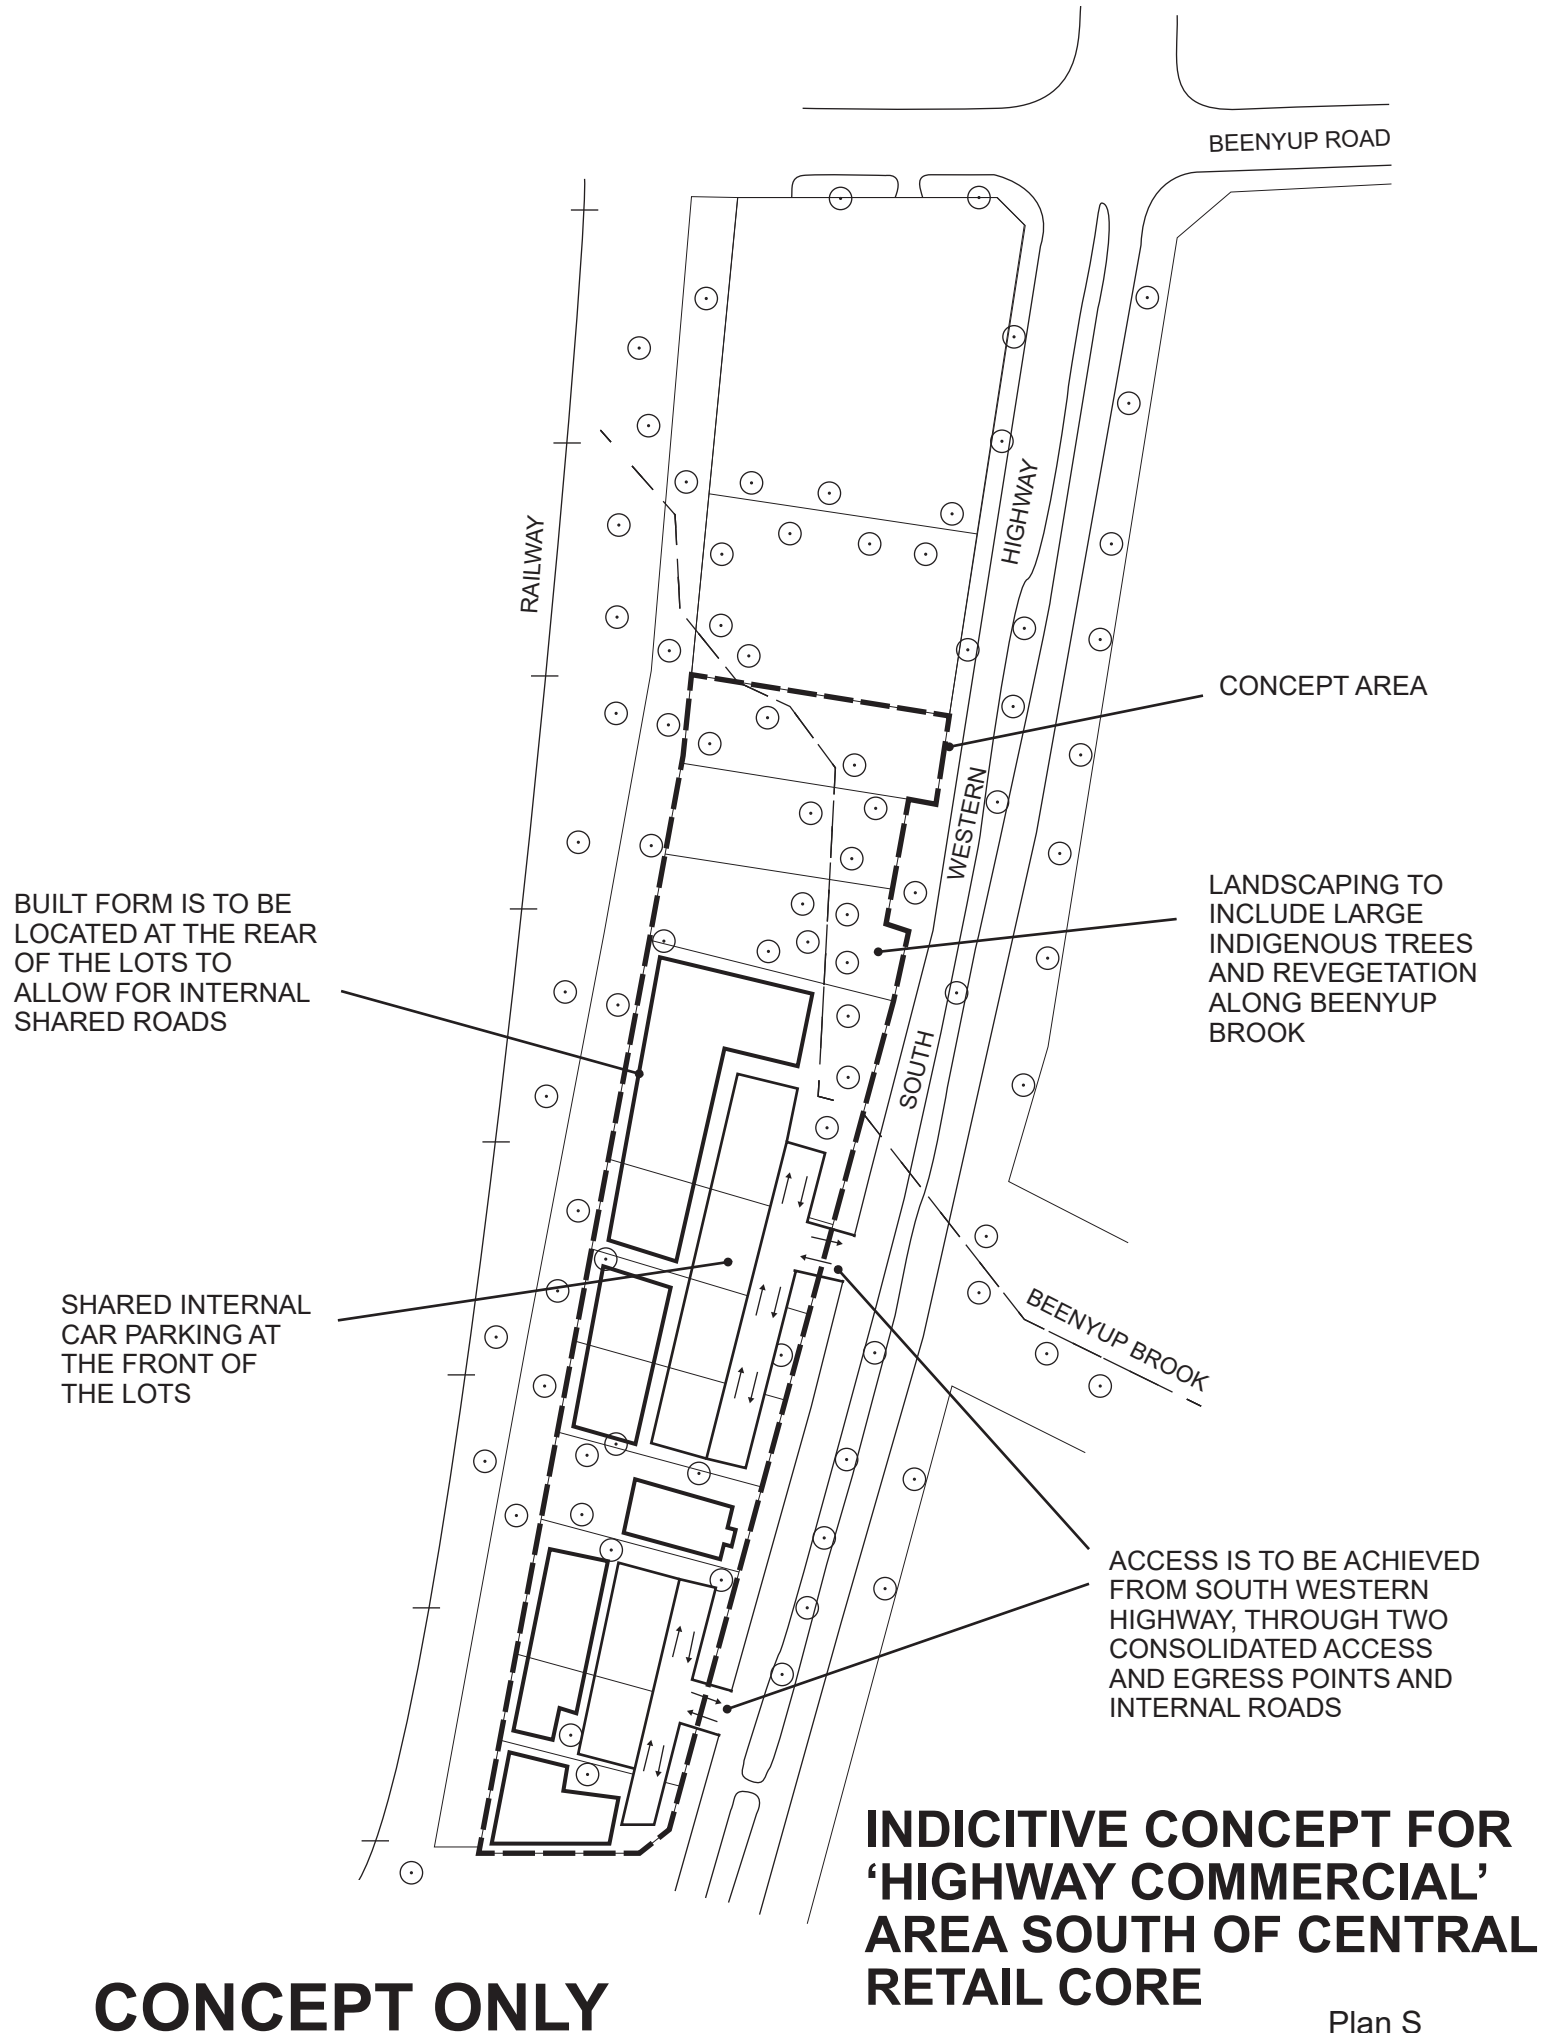 BEENYUP ROAD
HIGHWAY
RAILWAY
CONCEPT AREA
WESTERN
BUILT FORM IS TO BE
LOCATED AT THE REAR
OF THE LOTS TO
ALLOW FOR INTERNAL
SHARED ROADS
LANDSCAPING TO
INCLUDE LARGE
INDIGENOUS TREES
AND REVEGETATION
ALONG BEENYUP
BROOK
SOUTH
SHARED INTERNAL
CAR PARKING AT
THE FRONT OF
THE LOTS
BEENYUP BROOK
ACCESS IS TO BE ACHIEVED
FROM SOUTH WESTERN
HIGHWAY, THROUGH TWO
CONSOLIDATED ACCESS
AND EGRESS POINTS AND
INTERNAL ROADS
INDICITIVE CONCEPT FOR
‘HIGHWAY COMMERCIAL’
AREA SOUTH OF CENTRAL
RETAIL CORE
CONCEPT ONLY
Plan S